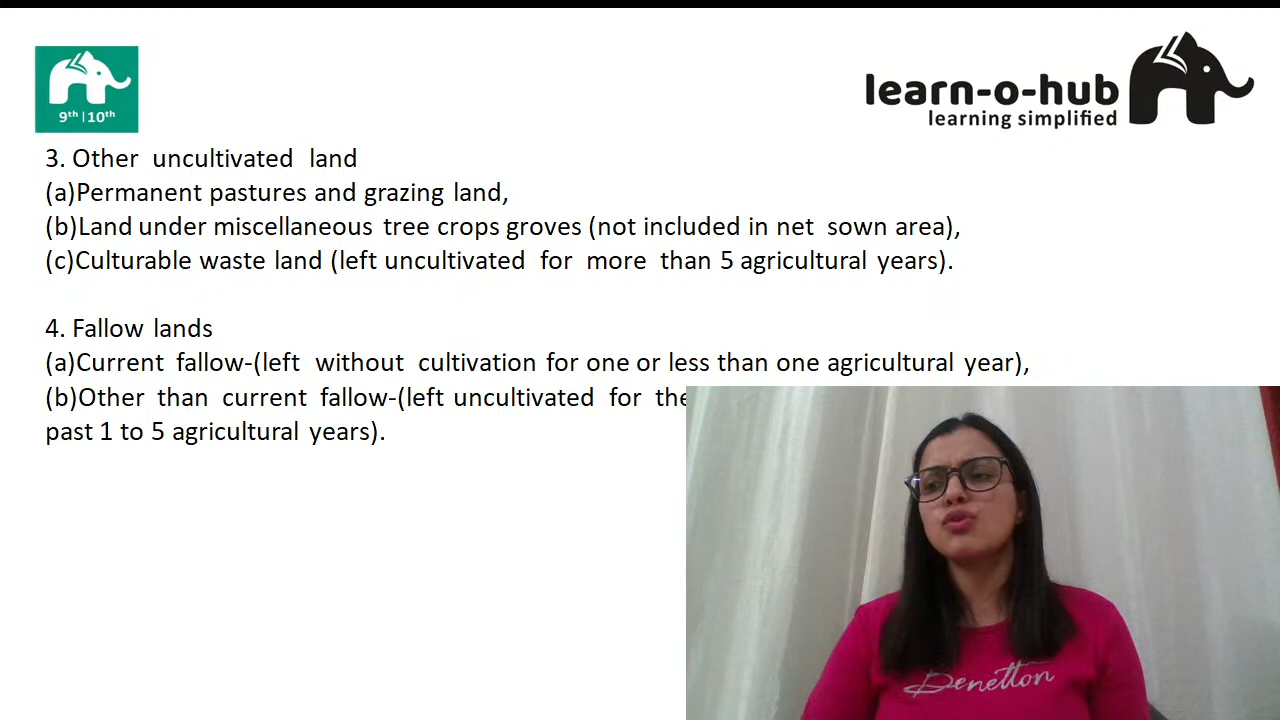 9th | 10th
learn-o-hub
learning simplified
3. Other uncultivated land
(a)Permanent pastures and grazing land,
(b)Land under miscellaneous tree crops groves (not included in net sown area),
(c)Culturable waste land (left uncultivated for more than 5 agricultural years).
4. Fallow lands
(a)Current fallow-(left without cultivation for one or less than one agricultural year),
(b)Other than current fallow-(left uncultivated for the
past 1 to 5 agricultural years).
Benetton